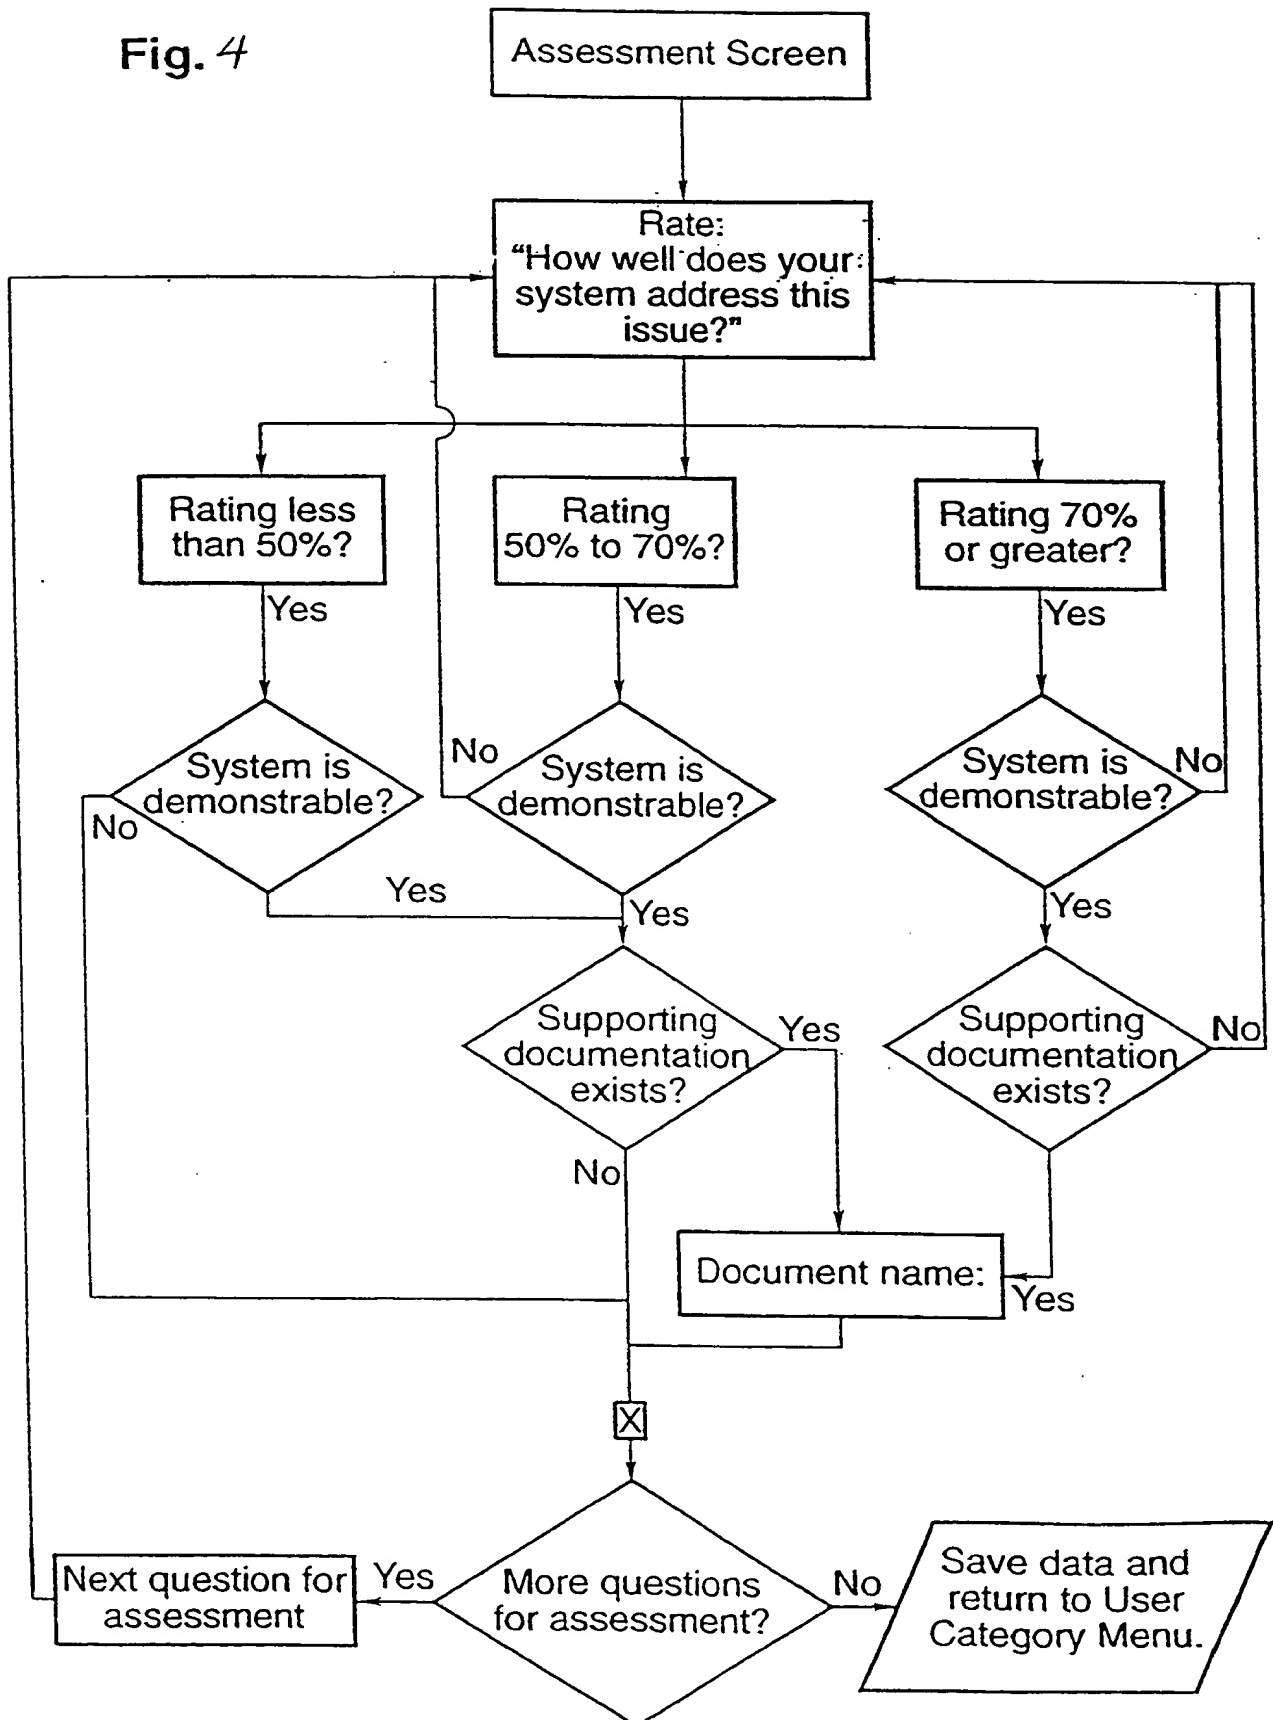 Fig. 4
Assessment Screen
Rate:
“How well does your
system address this
issue?”
Rating less
than 50%?
Rating
50% to 70%?
Rating 70%
or greater?
Yes
Yes
Yes
System is
demonstrable?
No
No
System is
demonstrable?
System is
demonstrable?
No
Yes
Yes
Yes
Supporting
documentation
exists?
Yes
No
Supporting
documentation
exists?
No
Document name:
Yes
X
Next question for
assessment
Yes
More questions
for assessment?
No
Save data and
return to User
Category Menu.